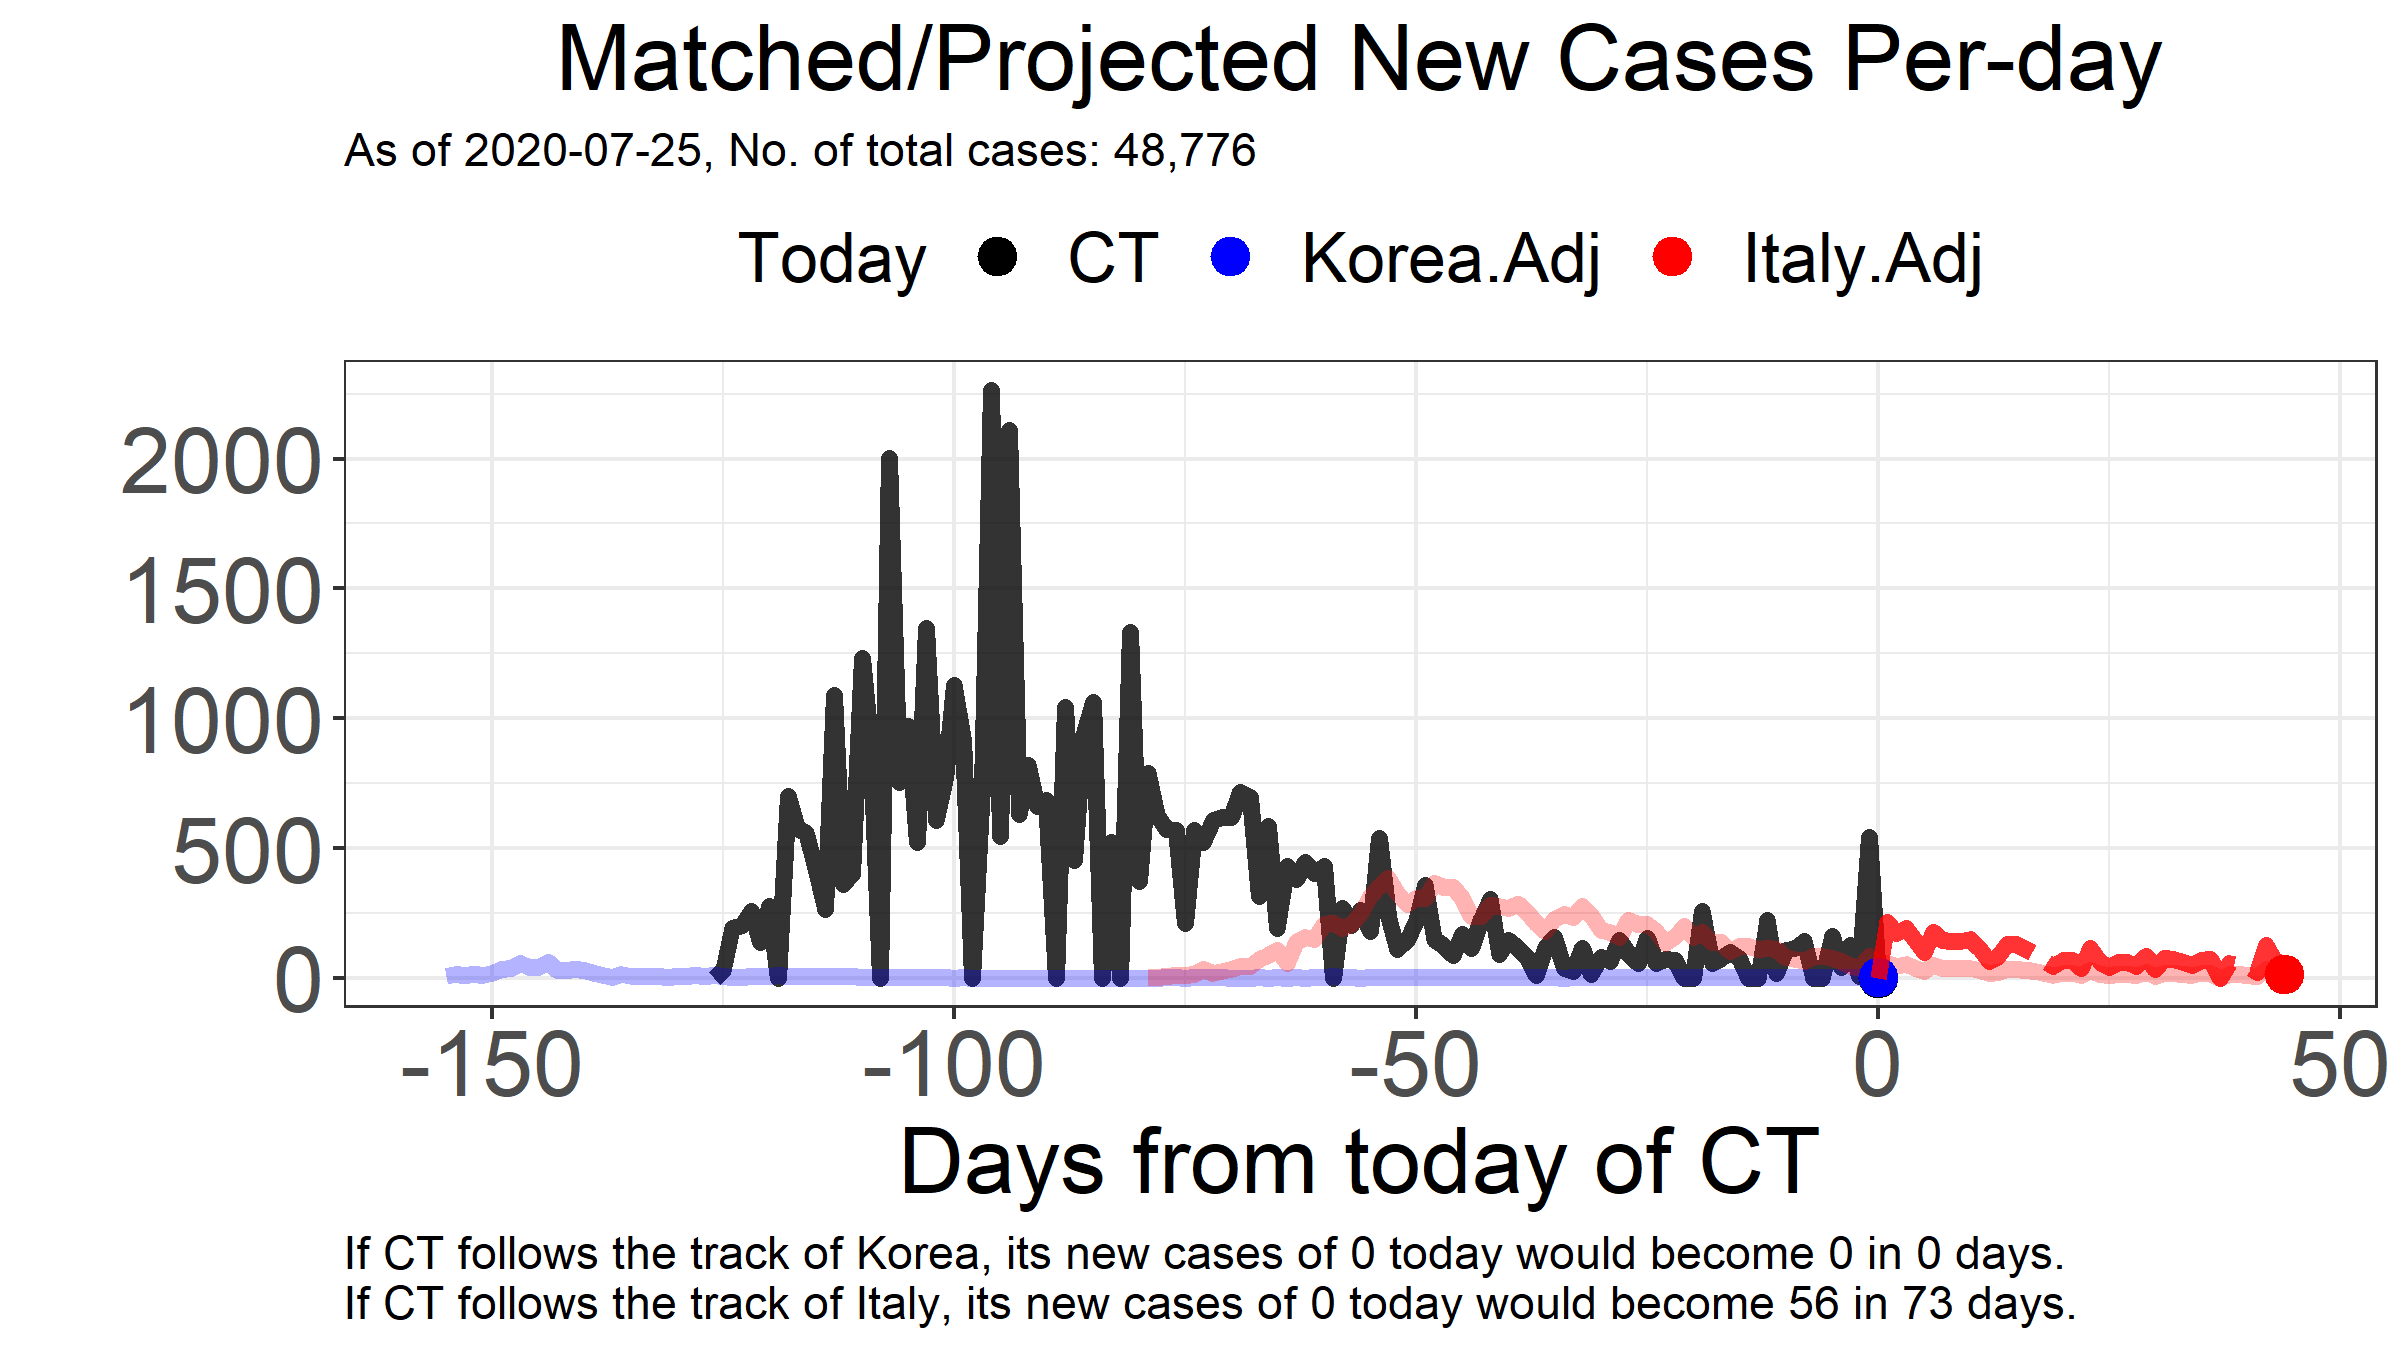 Matched/Projected New Cases Per-day
As of 2020-07-25, No. of total cases: 48,776
Today CT Korea.Adj Italy.Adj
2000
1500
1000
500
0
-150 -100 -50 0 50
Days from today of CT
If CT follows the track of Korea, its new cases of 0 today would become 0 in 0 days.
If CT follows the track of Italy, its new cases of 0 today would become 56 in 73 days.